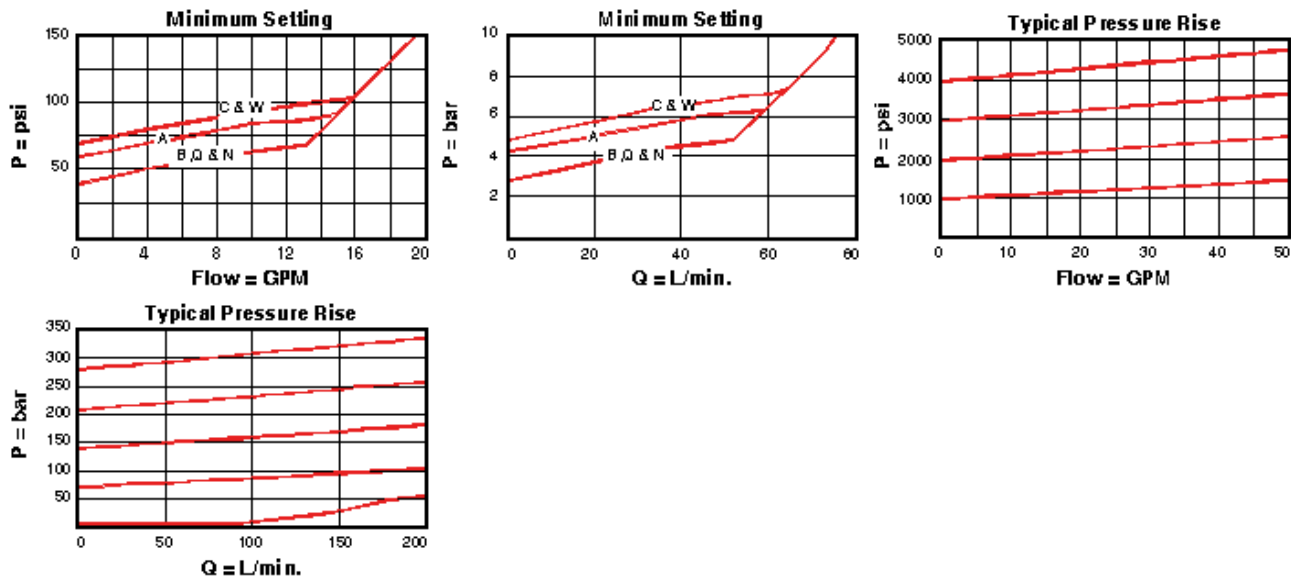 Minimum Setting
150
100
50
P = psi
C & W
A
B,Q & N
0 4 8 12 16 20
Flow = GPM
Minimum Setting
10
8
6
4
2
P = bar
C & W
A
B,Q & N
0 20 40 60 80
Q = L/min.
Typical Pressure Rise
5000
4000
3000
2000
1000
P = psi
0 10 20 30 40 50
Flow = GPM
Typical Pressure Rise
350
300
250
200
150
100
50
P = bar
0 50 100 150 200
Q = L/min.